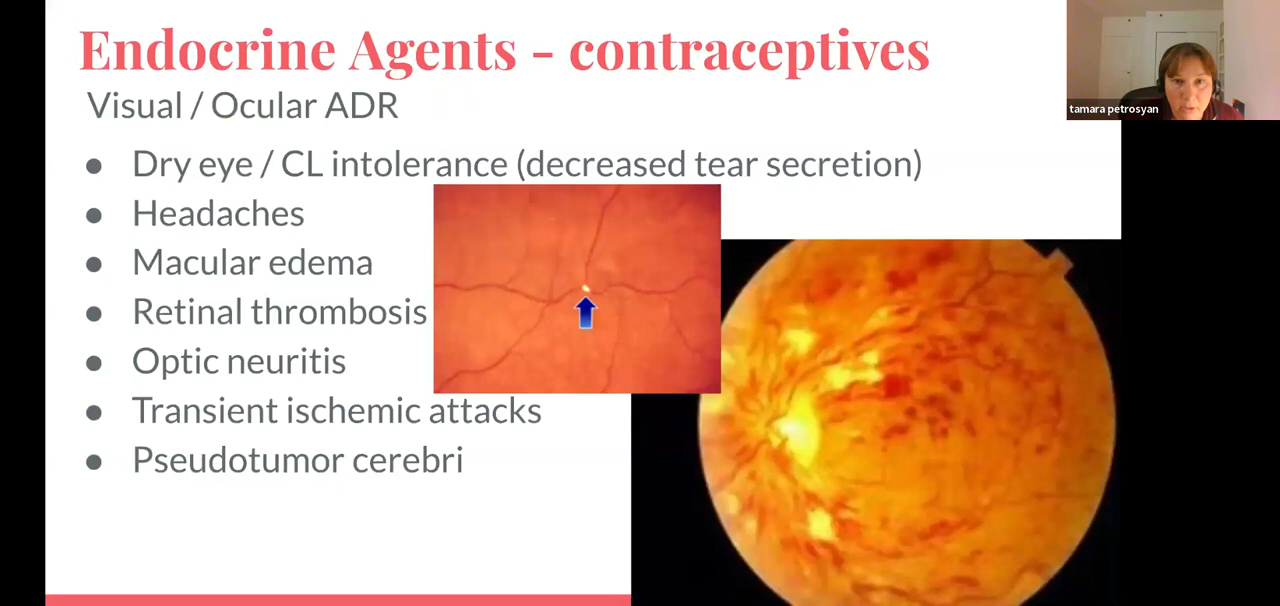 Endocrine Agents - contraceptives
Visual / Ocular ADR
● Dry eye / CL intolerance (decreased tear secretion)
● Headaches
● Macular edema
● Retinal thrombosis
● Optic neuritis
● Transient ischemic attacks
● Pseudotumor cerebri
tamara petrosyan